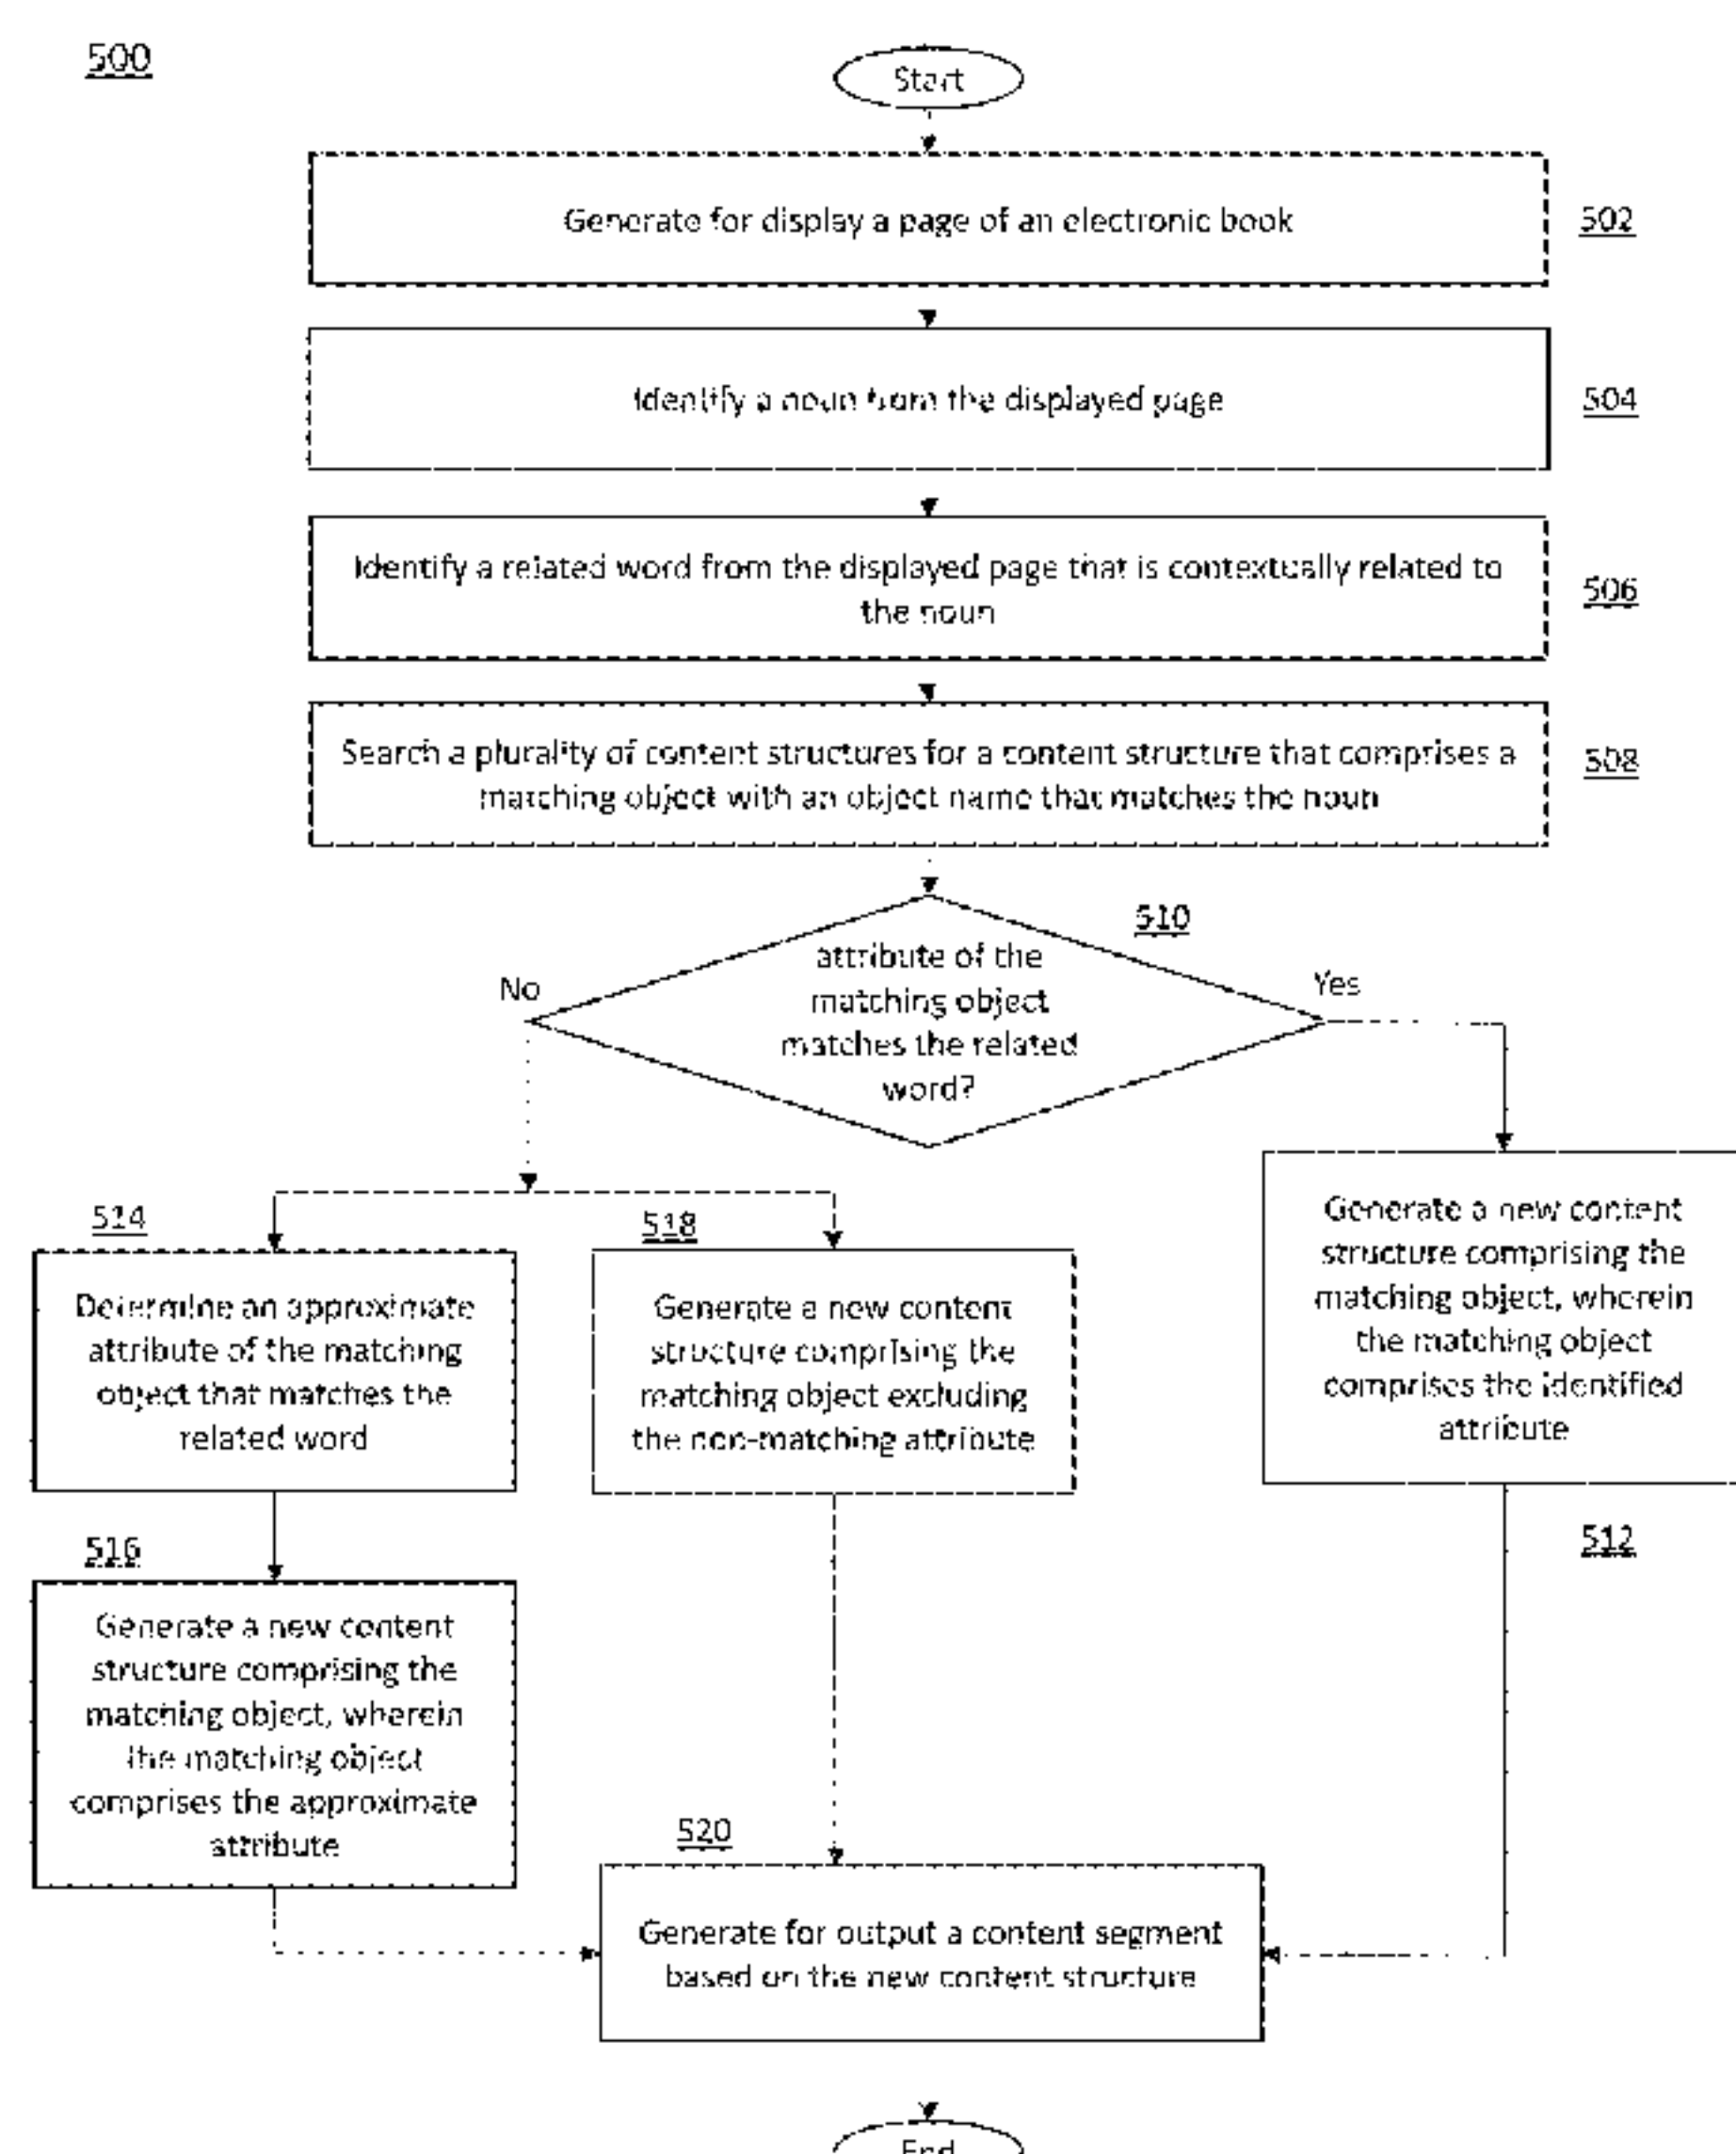 500
Start
Generate for display a page of an electronic book
502
Identify a noun from the displayed page
504
Identify a related word from the displayed page that is contextually related to
the noun
506
Search a plurality of content structures for a content structure that comprises a
matching object with an object name that matches the noun
508
510
attribute of the
matching object
matches the related
word?
No
Yes
514
Determine an approximate
attribute of the matching
object that matches the
related word
518
Generate a new content
structure comprising the
matching object excluding
the non-matching attribute
Generate a new content
structure comprising the
matching object, wherein
the matching object
comprises the identified
attribute
512
516
Generate a new content
structure comprising the
matching object, wherein
the matching object
comprises the approximate
attribute
520
Generate for output a content segment
based on the new content structure
End